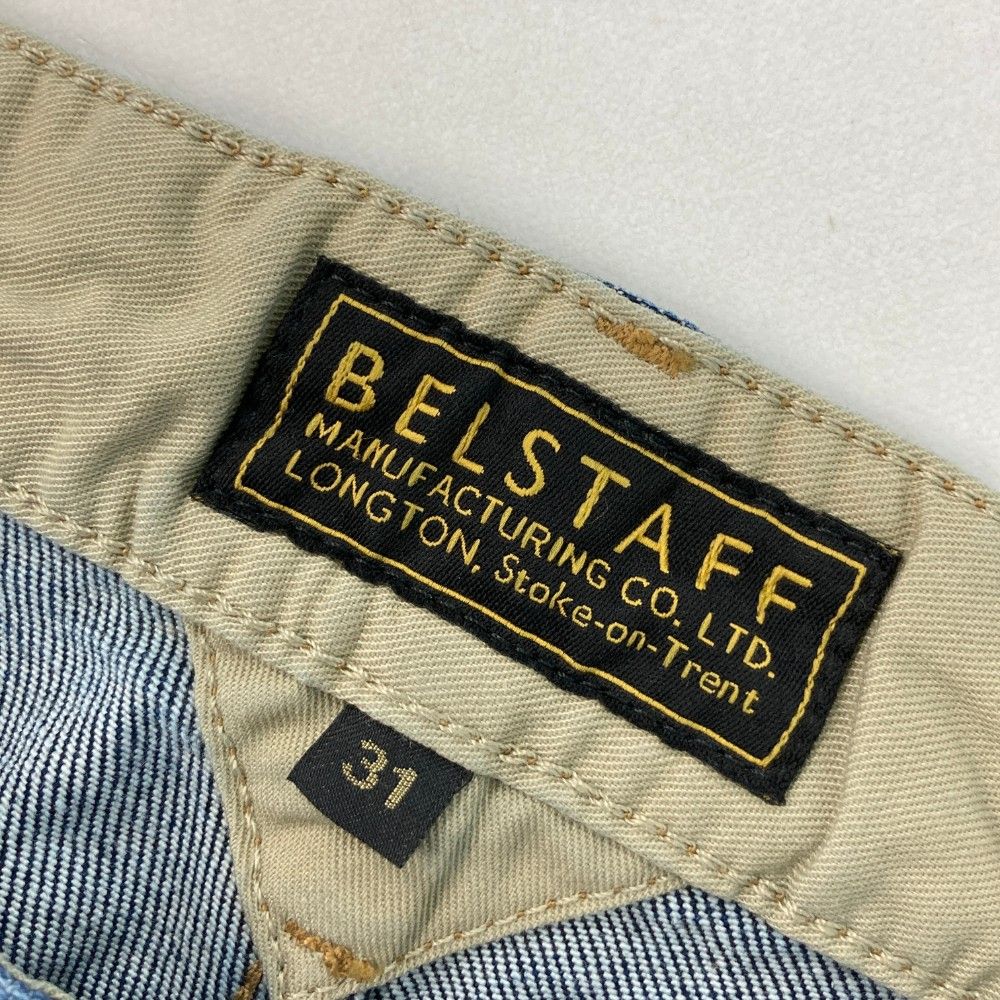 BELSTAFF
MANUFACTURING CO. LTD.
LONGTON, Stoke-on-Trent
31